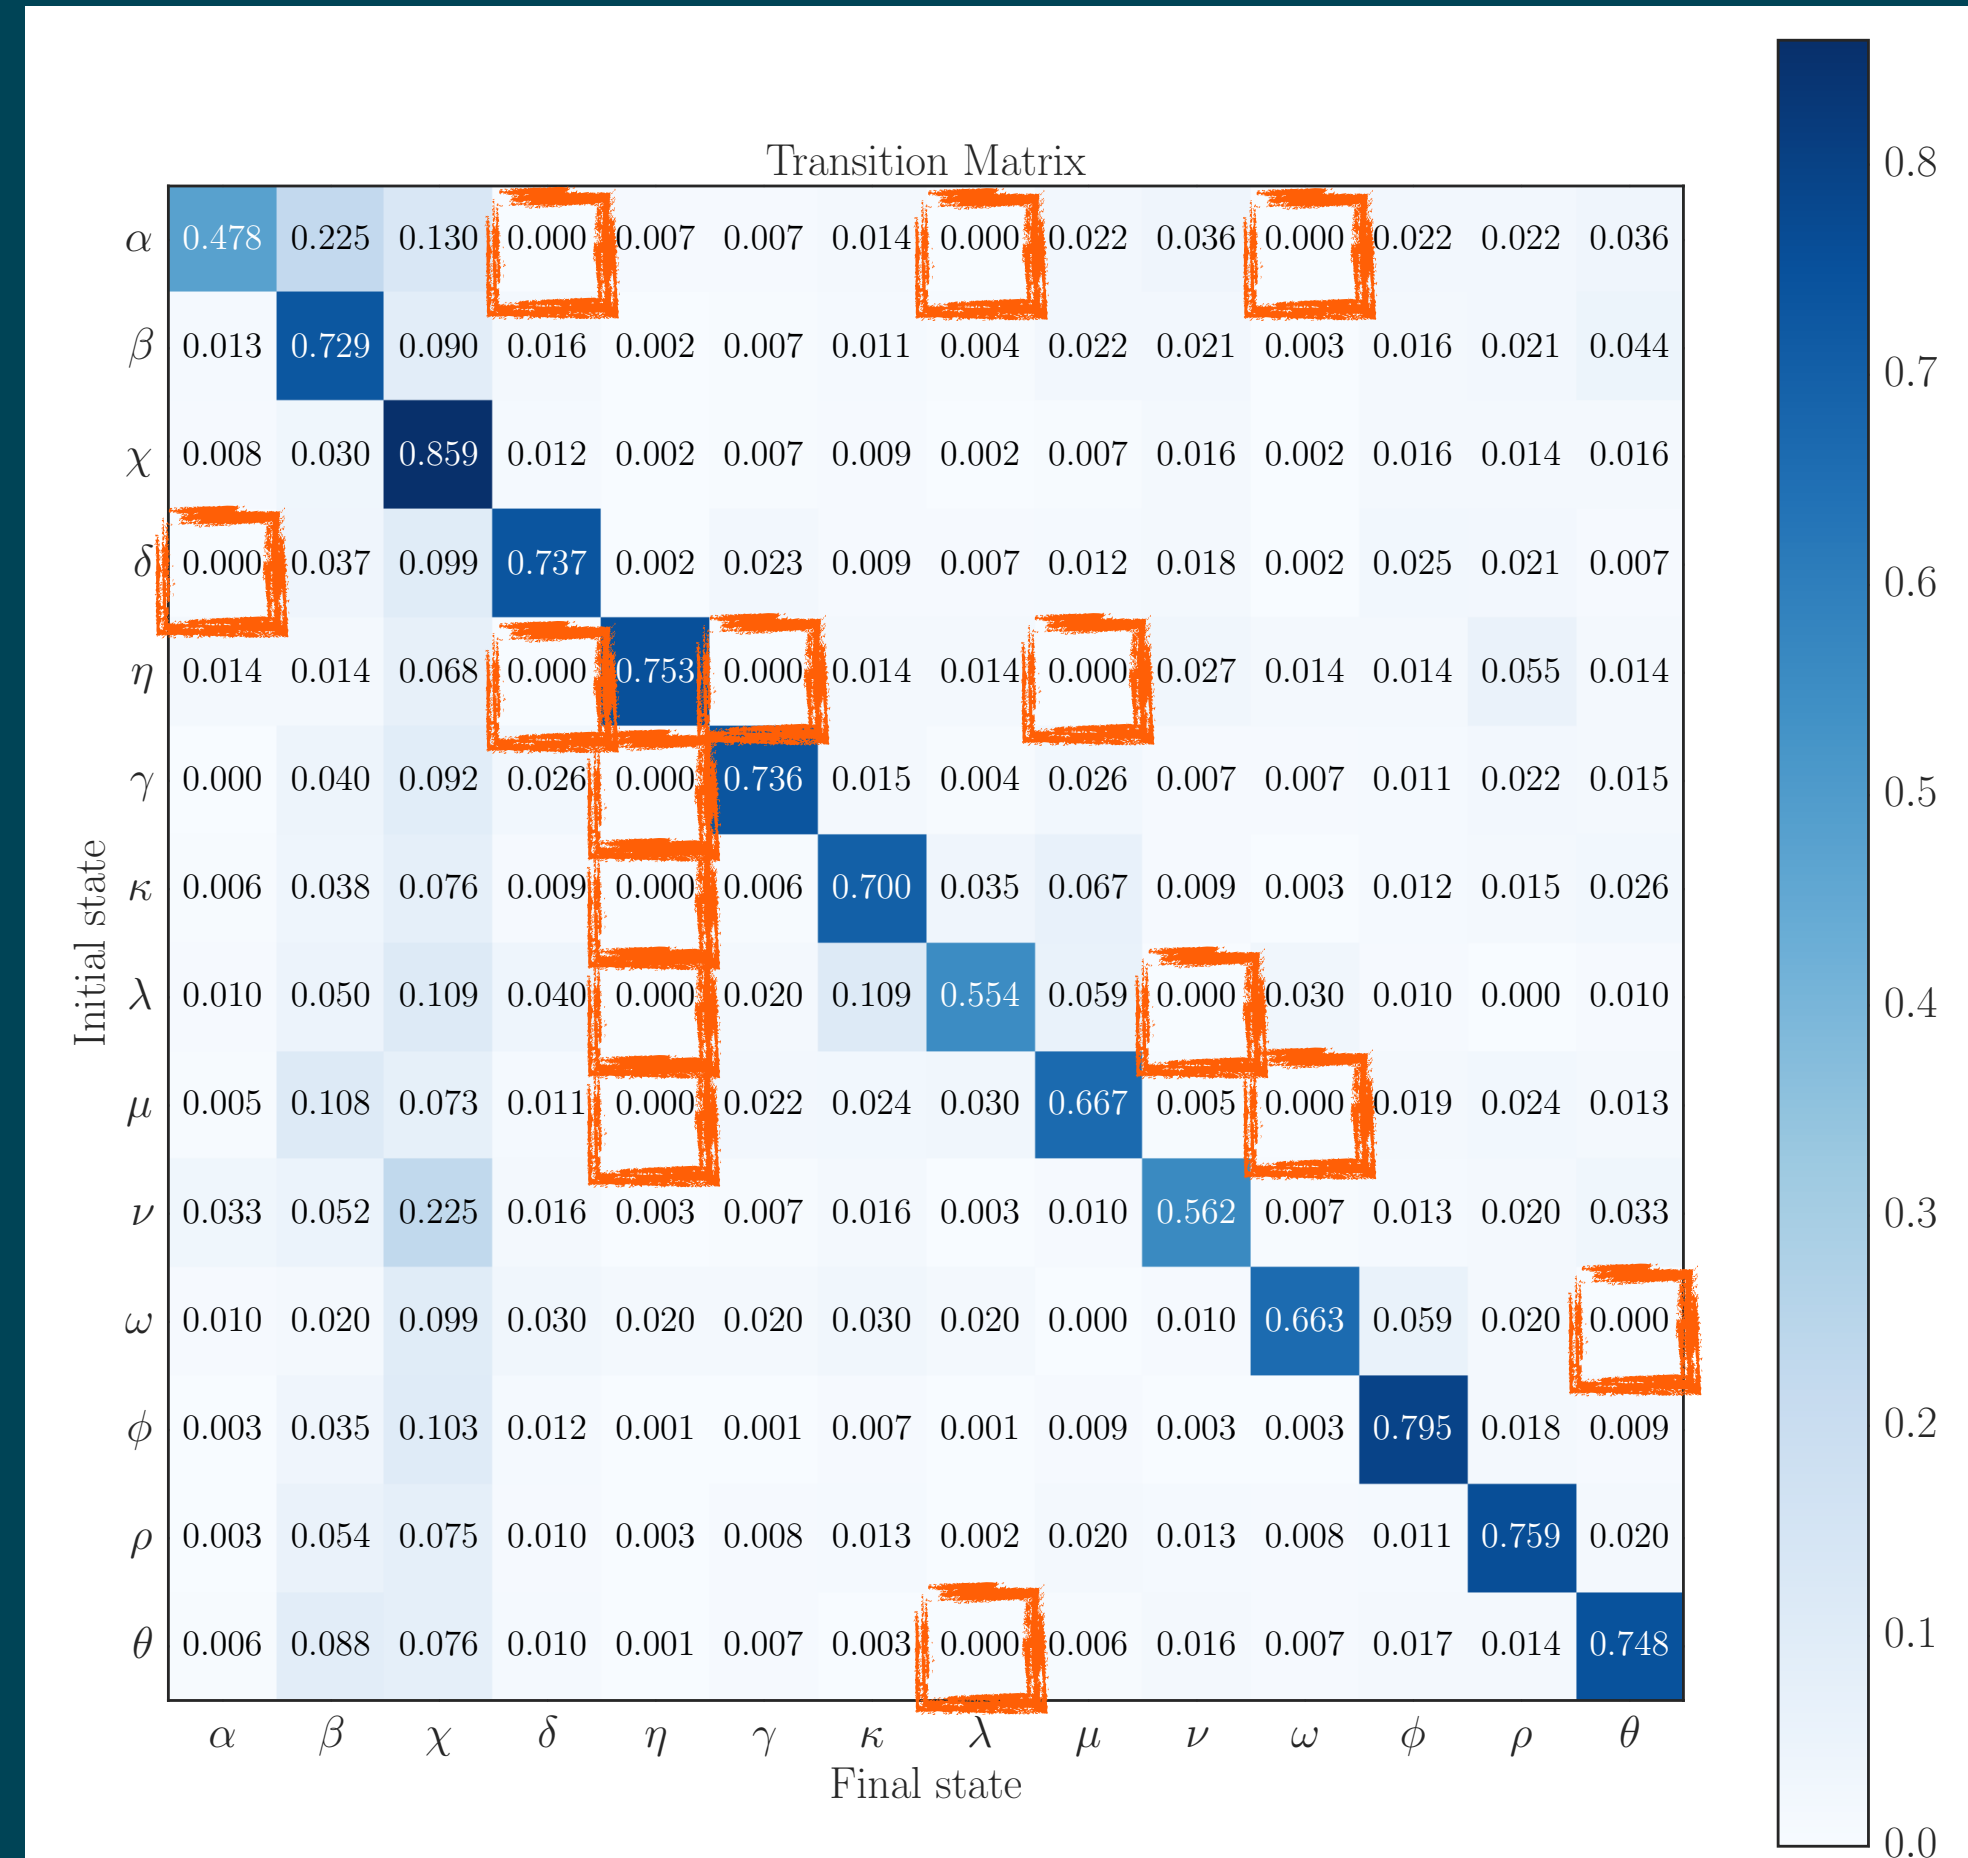 Transition Matrix
α 0.478 0.225 0.130 0.000 0.007 0.007 0.014 0.000 0.022 0.036 0.000 0.022 0.022 0.036
β 0.013 0.729 0.090 0.016 0.002 0.007 0.011 0.004 0.022 0.021 0.003 0.016 0.021 0.044
χ 0.008 0.030 0.859 0.012 0.002 0.007 0.009 0.002 0.007 0.016 0.002 0.016 0.014 0.016
δ 0.000 0.037 0.099 0.737 0.002 0.023 0.009 0.007 0.012 0.018 0.002 0.025 0.021 0.007
η 0.014 0.014 0.068 0.000 0.753 0.000 0.014 0.014 0.000 0.027 0.014 0.014 0.055 0.014
γ 0.000 0.040 0.092 0.026 0.000 0.736 0.015 0.004 0.026 0.007 0.007 0.011 0.022 0.015
κ 0.006 0.038 0.076 0.009 0.000 0.006 0.700 0.035 0.067 0.009 0.003 0.012 0.015 0.026
λ 0.010 0.050 0.109 0.040 0.000 0.020 0.109 0.554 0.059 0.000 0.030 0.010 0.000 0.010
μ 0.005 0.108 0.073 0.011 0.000 0.022 0.024 0.030 0.667 0.005 0.000 0.019 0.024 0.013
ν 0.033 0.052 0.225 0.016 0.003 0.007 0.016 0.003 0.010 0.562 0.007 0.013 0.020 0.033
ω 0.010 0.020 0.099 0.030 0.020 0.020 0.030 0.020 0.000 0.010 0.663 0.059 0.020 0.000
ϕ 0.003 0.035 0.103 0.012 0.001 0.001 0.007 0.001 0.009 0.003 0.003 0.795 0.018 0.009
ρ 0.003 0.054 0.075 0.010 0.003 0.008 0.013 0.002 0.020 0.013 0.008 0.011 0.759 0.020
θ 0.006 0.088 0.076 0.010 0.001 0.007 0.003 0.000 0.006 0.016 0.007 0.017 0.014 0.748
α β χ δ η γ κ λ μ ν ω ϕ ρ θ
Final state
Initial state
0.8
0.7
0.6
0.5
0.4
0.3
0.2
0.1
0.0